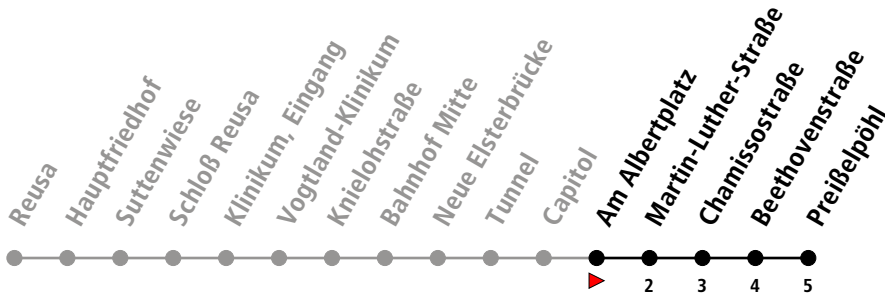 Reusa
Hauptfriedhof
Suttenwiese
Schloß Reusa
Klinikum, Eingang
Vogtland-Klinikum
Knielohstraße
Bahnhof Mitte
Neue Elsterbrücke
Tunnel
Capitol
Am Albertplatz
Martin-Luther-Straße
Chamissostraße
Beethovenstraße
Preißelpöhl
2 3 4 5